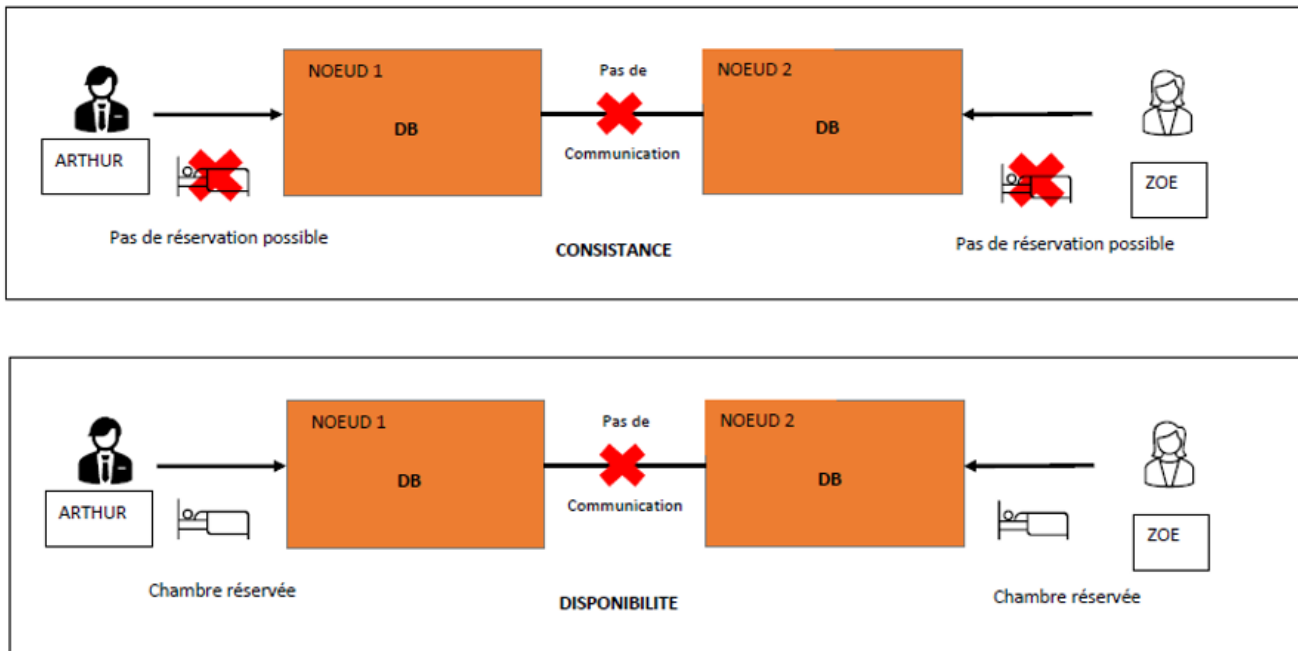 NOEUD 1
Pas de
NOEUD 2
DB
DB
ARTHUR
Communication
ZOE
Pas de réservation possible
CONSISTANCE
Pas de réservation possible
NOEUD 1
Pas de
NOEUD 2
DB
DB
ARTHUR
Communication
ZOE
Chambre réservée
DISPONIBILITE
Chambre réservée